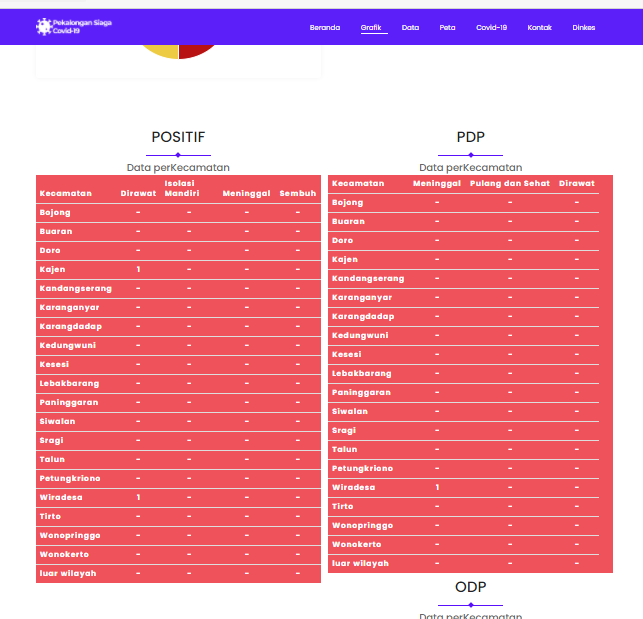 Pekalongan Siaga
Covid-19
Beranda Grafik Data Peta Covid-19 Kontak Dinkes
POSITIF
Data perKecamatan
Kecamatan Dirawat Isolasi Mandiri Meninggal Sembuh
Bojong - - - -
Buaran - - - -
Doro - - - -
Kajen 1 - - -
Kandangserang - - - -
Karanganyar - - - -
Karangdadap - - - -
Kedungwuni - - - -
Kesesi - - - -
Lebakbarang - - - -
Paninggaran - - - -
Siwalan - - - -
Sragi - - - -
Talun - - - -
Petungkriono - - - -
Wiradesa 1 - - -
Tirto - - - -
Wonopringgo - - - -
Wonokerto - - - -
luar wilayah - - - -
PDP
Data perKecamatan
Kecamatan Meninggal Pulang dan Sehat Dirawat
Bojong - - -
Buaran - - -
Doro - - -
Kajen - - -
Kandangserang - - -
Karanganyar - - -
Karangdadap - - -
Kedungwuni - - -
Kesesi - - -
Lebakbarang - - -
Paninggaran - - -
Siwalan - - -
Sragi - - -
Talun - - -
Petungkriono - - -
Wiradesa 1 - -
Tirto - - -
Wonopringgo - - -
Wonokerto - - -
luar wilayah - - -
ODP
Data perKecamatan